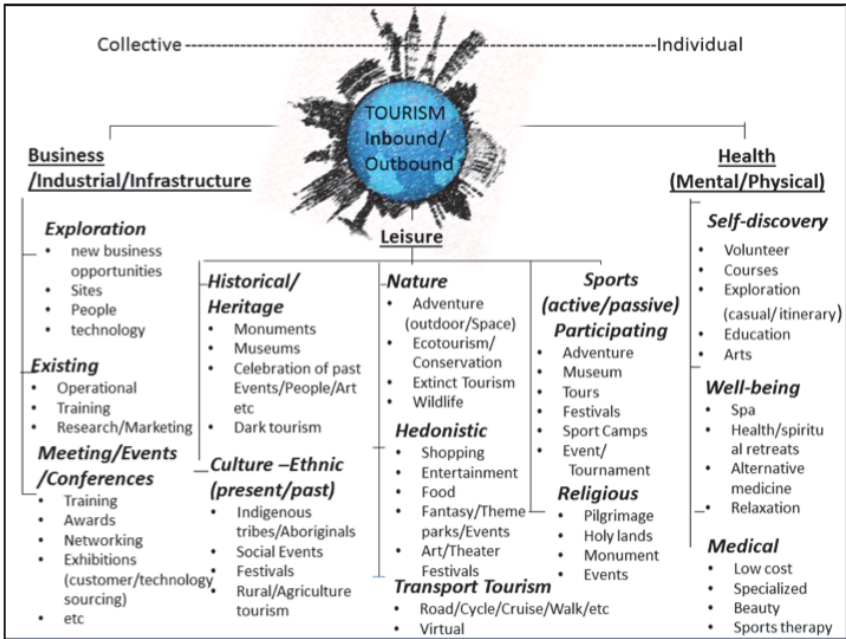 Collective
Individual
TOURISM
Inbound/
Outbound
Business
/Industrial/Infrastructure
Exploration
• new business
opportunities
• Sites
• People
• technology
Existing
• Operational
• Training
• Research/Marketing
Meeting/Events
/Conferences
• Training
• Awards
• Networking
• Exhibitions
(customer/technology
sourcing)
• etc
Leisure
Historical/
Heritage
• Monuments
• Museums
• Celebration of past
Events/People/Art
etc
• Dark tourism
Culture –Ethnic
(present/past)
• Indigenous
tribes/Aboriginals
• Social Events
• Festivals
• Rural/Agriculture
tourism
Nature
• Adventure
(outdoor/Space)
• Ecotourism/
Conservation
• Extinct Tourism
• Wildlife
Hedonistic
• Shopping
• Entertainment
• Food
• Fantasy/Theme
parks/Events
• Art/Theater
Festivals
Transport Tourism
• Road/Cycle/Cruise/Walk/etc
• Virtual
Sports
(active/passive)
Participating
• Adventure
• Museum
• Tours
• Festivals
• Sport Camps
• Event/
Tournament
Religious
• Pilgrimage
• Holy lands
• Monument
• Events
Health
(Mental/Physical)
Self-discovery
• Volunteer
• Courses
• Exploration
(casual/itinerary)
• Education
• Arts
Well-being
• Spa
• Health/spiritu
al retreats
• Alternative
medicine
• Relaxation
Medical
• Low cost
• Specialized
• Beauty
• Sports therapy